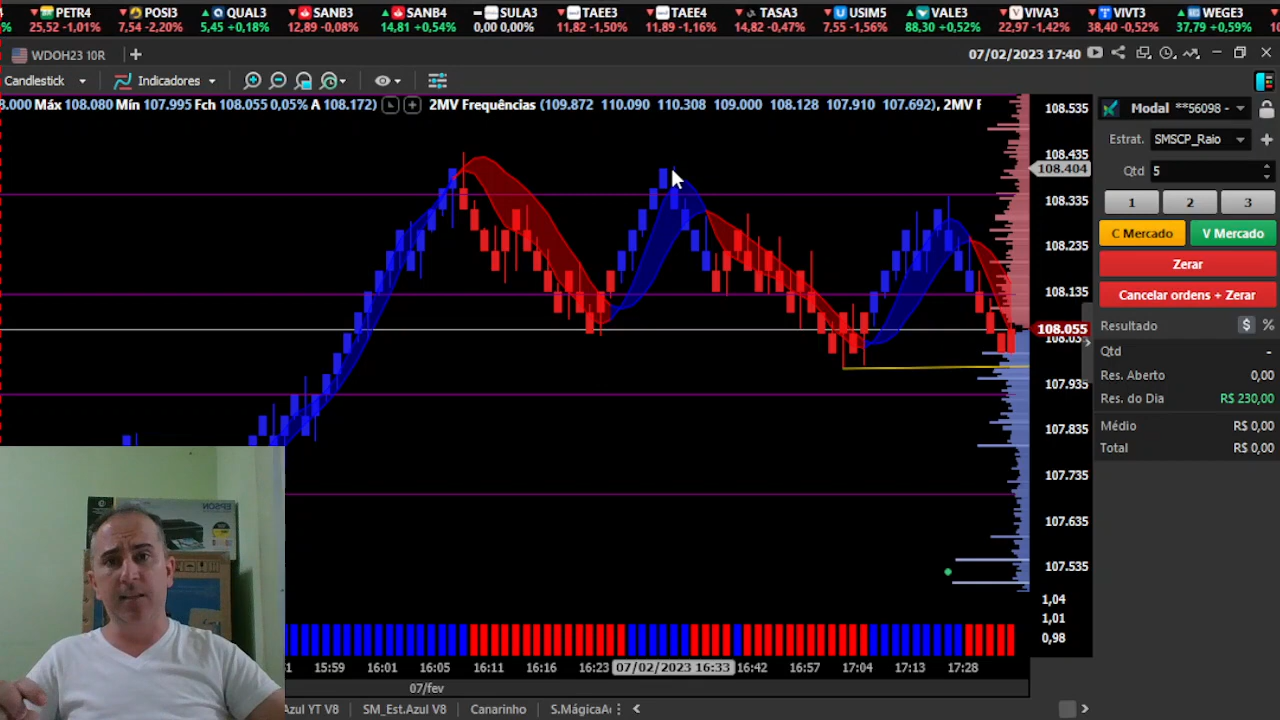 PETR4 POSI3 QUAL3 SANB3 SANB4 SULA3 TAEE3 TAEE4 TASA3 USIM5 VALE3 VIVA3 VIVT3 WEGE3
% 25,52 -1,01% 7,54 -2,20% 5,45 +0,18% 12,89 -0,08% 14,81 +0,54% 0,00 0,00% 11,82 -1,50% 11,89 -1,16% 14,82 -0,47% 7,55 -1,56% 88,30 +0,52% 22,97 -1,42% 38,40 -0,52% 37,79 +0,59%
WDOH23 10R
07/02/2023 17:40
Candlestick Indicadores
8.000 Máx 108.080 Mín 107.995 Fch 108.055 0,05% A 108.172) 2MV Frequências (109.872 110.090 110.308 109.000 108.128 107.910 107.692), 2MV F
108.535
108.435
108.404
108.335
108.235
108.135
108.055
108.035
107.935
107.835
107.735
107.635
107.535
1,04
1,01
0,98
Modal **56098 -
Estrat. SMSCP_Raio
Qtd 5
1 2 3
C Mercado V Mercado
Zerar
Cancelar ordens + Zerar
Resultado $ %
Qtd -
Res. Aberto 0,00
Res. do Dia R$ 230,00
Médio R$ 0,00
Total R$ 0,00
EPSON
15:59 16:01 16:05 16:11 16:16 16:23 07/02/2023 16:33 16:42 16:57 17:04 17:13 17:28
07/fev
Azul YT V8 SM_Est.Azul V8 Canarinho S.MágicaA